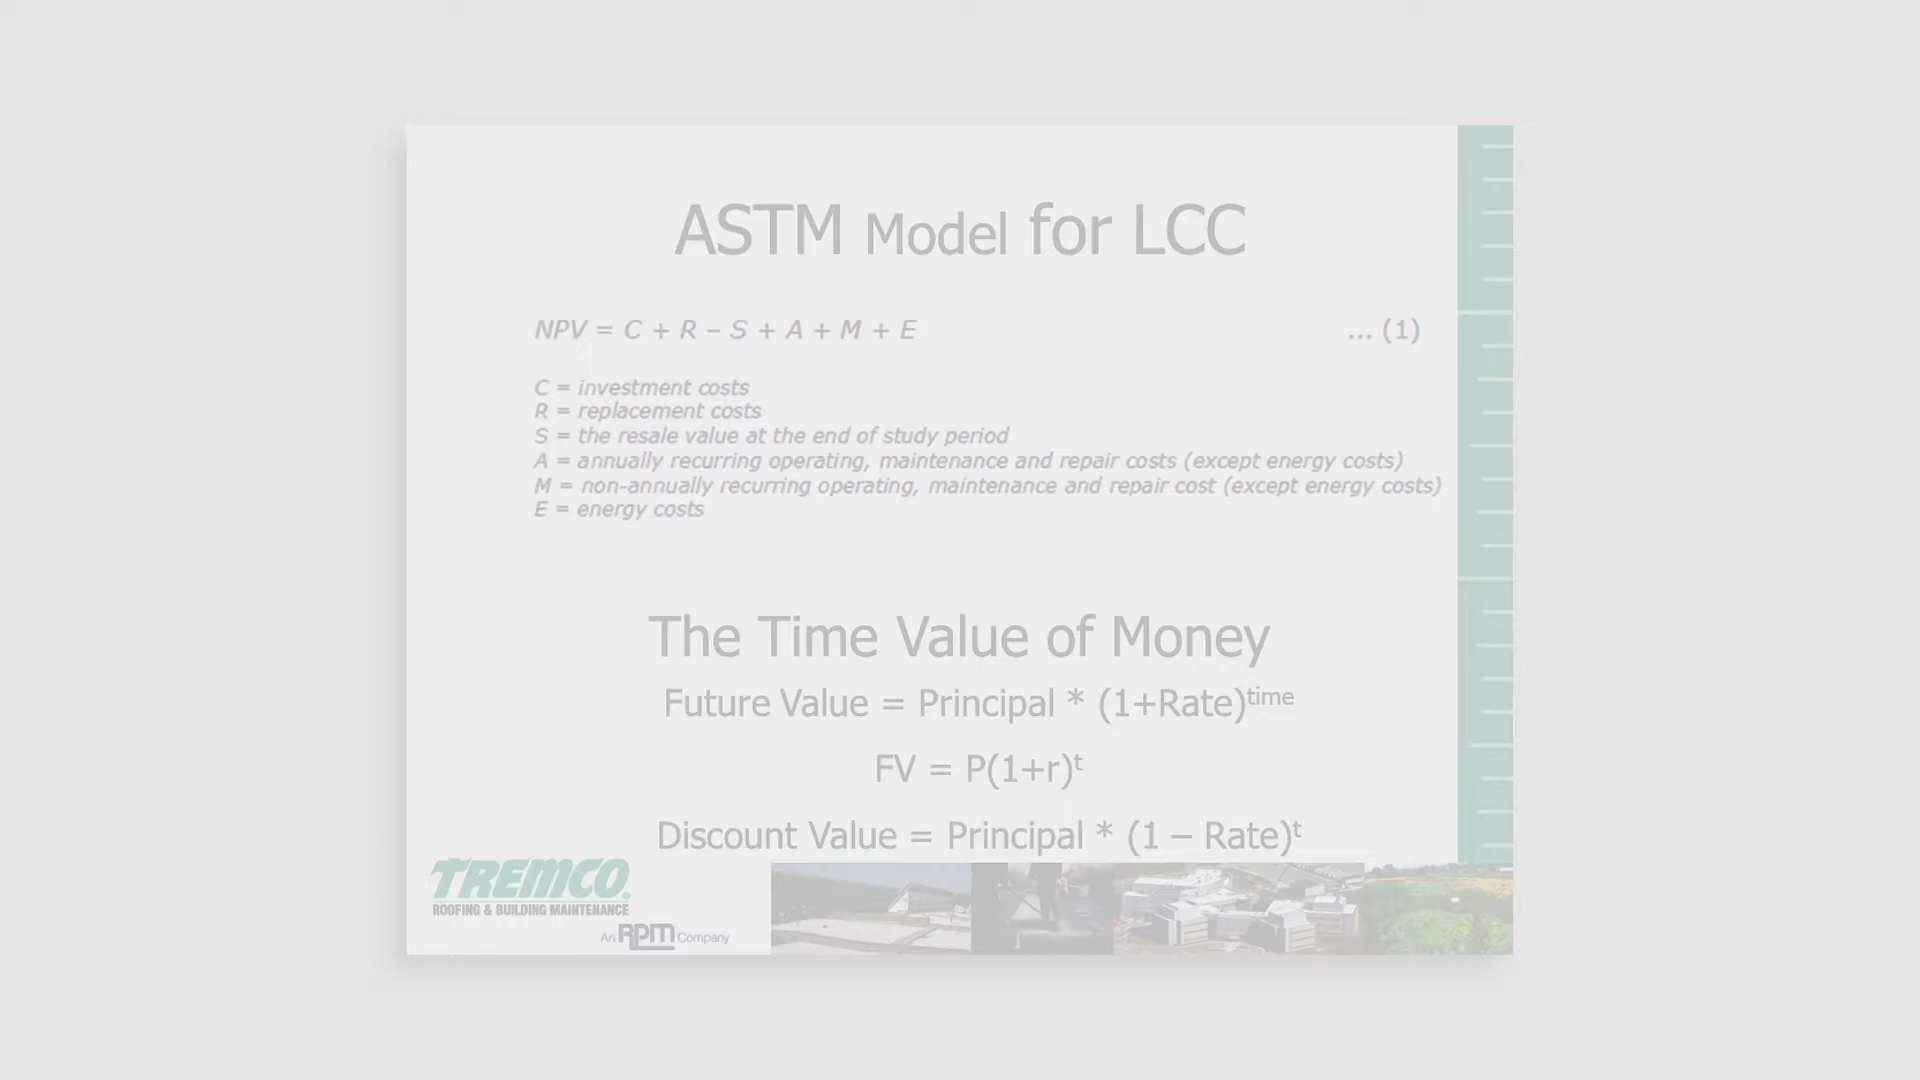 ASTM Model for LCC
NPV = C + R – S + A + M + E ... (1)
C = investment costs
R = replacement costs
S = the resale value at the end of study period
A = annually recurring operating, maintenance and repair costs (except energy costs)
M = non-annually recurring operating, maintenance and repair cost (except energy costs)
E = energy costs
The Time Value of Money
Future Value = Principal * (1+Rate)^time
FV = P(1+r)^t
Discount Value = Principal * (1 – Rate)^t
TREMCO.
ROOFING & BUILDING MAINTENANCE
An RPM Company